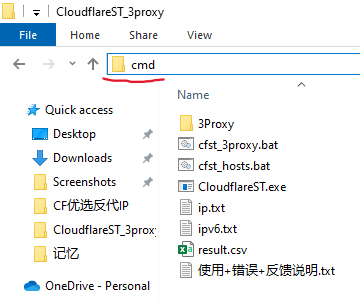 CloudflareST_3proxy
File Home Share View
cmd
Quick access
Desktop
Downloads
Screenshots
CF优选反代IP
CloudflareST_3proxy
记忆
OneDrive - Personal
Name
3Proxy
cfst_3proxy.bat
cfst_hosts.bat
CloudflareST.exe
ip.txt
ipv6.txt
result.csv
使用+错误+反馈说明.txt